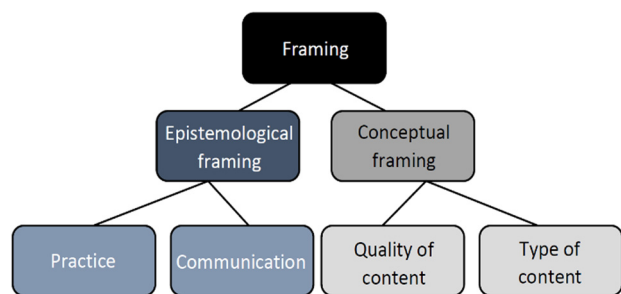 Framing
Epistemological
framing
Conceptual
framing
Practice
Communication
Quality of
content
Type of
content